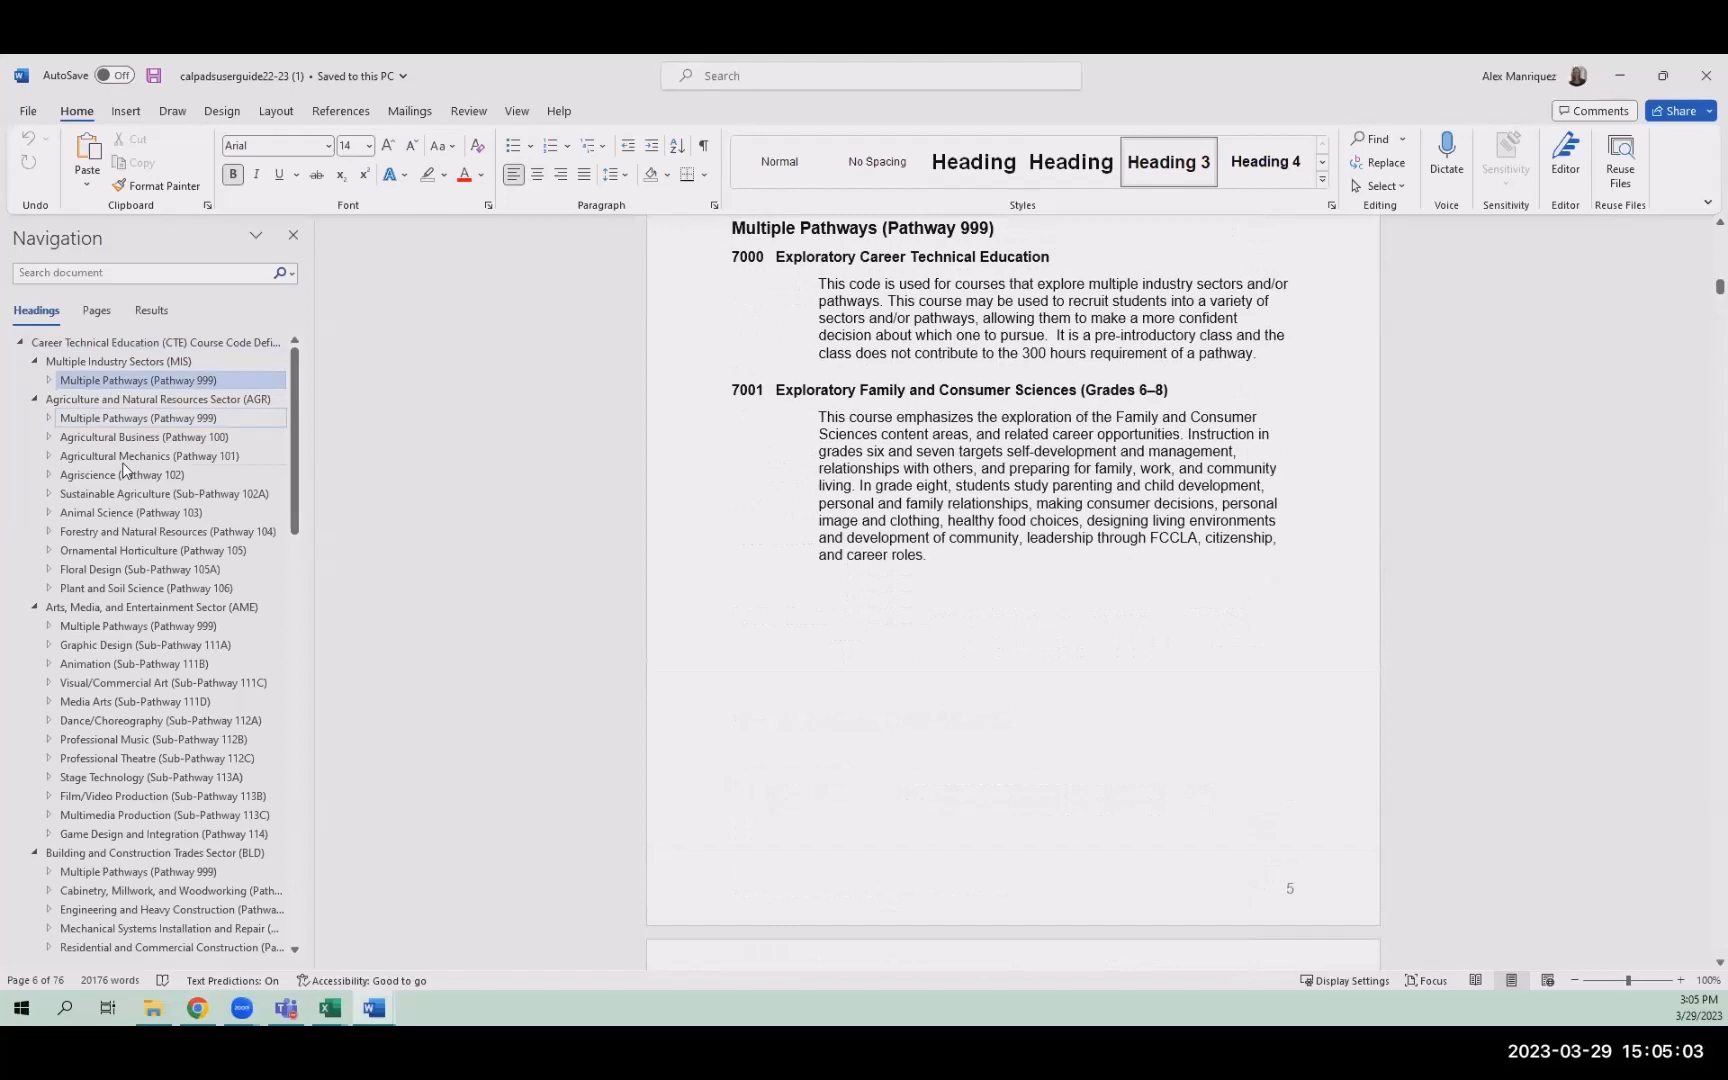 AutoSave Off calpadsuserguide22-23 (1) • Saved to this PC Search Alex Manriquez
File Home Insert Draw Design Layout References Mailings Review View Help Comments Share
Paste Cut Copy Format Painter
Arial 14 Aa
Normal No Spacing Heading Heading Heading 3 Heading 4
Find Replace Select
Dictate Sensitivity Editor Reuse Files
Undo Clipboard Font Paragraph Styles Editing Voice Sensitivity Editor Reuse Files
Navigation
Search document
Headings Pages Results
Career Technical Education (CTE) Course Code Defi...
Multiple Industry Sectors (MIS)
Multiple Pathways (Pathway 999)
Agriculture and Natural Resources Sector (AGR)
Multiple Pathways (Pathway 999)
Agricultural Business (Pathway 100)
Agricultural Mechanics (Pathway 101)
Agriscience (Pathway 102)
Sustainable Agriculture (Sub-Pathway 102A)
Animal Science (Pathway 103)
Forestry and Natural Resources (Pathway 104)
Ornamental Horticulture (Pathway 105)
Floral Design (Sub-Pathway 105A)
Plant and Soil Science (Pathway 106)
Arts, Media, and Entertainment Sector (AME)
Multiple Pathways (Pathway 999)
Graphic Design (Sub-Pathway 111A)
Animation (Sub-Pathway 111B)
Visual/Commercial Art (Sub-Pathway 111C)
Media Arts (Sub-Pathway 111D)
Dance/Choreography (Sub-Pathway 112A)
Professional Music (Sub-Pathway 112B)
Professional Theatre (Sub-Pathway 112C)
Stage Technology (Sub-Pathway 113A)
Film/Video Production (Sub-Pathway 113B)
Multimedia Production (Sub-Pathway 113C)
Game Design and Integration (Pathway 114)
Building and Construction Trades Sector (BLD)
Multiple Pathways (Pathway 999)
Cabinetry, Millwork, and Woodworking (Path...
Engineering and Heavy Construction (Pathwa...
Mechanical Systems Installation and Repair (...
Residential and Commercial Construction (Pa...
Multiple Pathways (Pathway 999)
7000 Exploratory Career Technical Education
This code is used for courses that explore multiple industry sectors and/or
pathways. This course may be used to recruit students into a variety of
sectors and/or pathways, allowing them to make a more confident
decision about which one to pursue. It is a pre-introductory class and the
class does not contribute to the 300 hours requirement of a pathway.
7001 Exploratory Family and Consumer Sciences (Grades 6–8)
This course emphasizes the exploration of the Family and Consumer
Sciences content areas, and related career opportunities. Instruction in
grades six and seven targets self-development and management,
relationships with others, and preparing for family, work, and community
living. In grade eight, students study parenting and child development,
personal and family relationships, making consumer decisions, personal
image and clothing, healthy food choices, designing living environments
and development of community, leadership through FCCLA, citizenship,
and career roles.
5
Page 6 of 76 20176 words Text Predictions: On Accessibility: Good to go Display Settings Focus 100%
zoom
3:05 PM
3/29/2023
2023-03-29 15:05:03